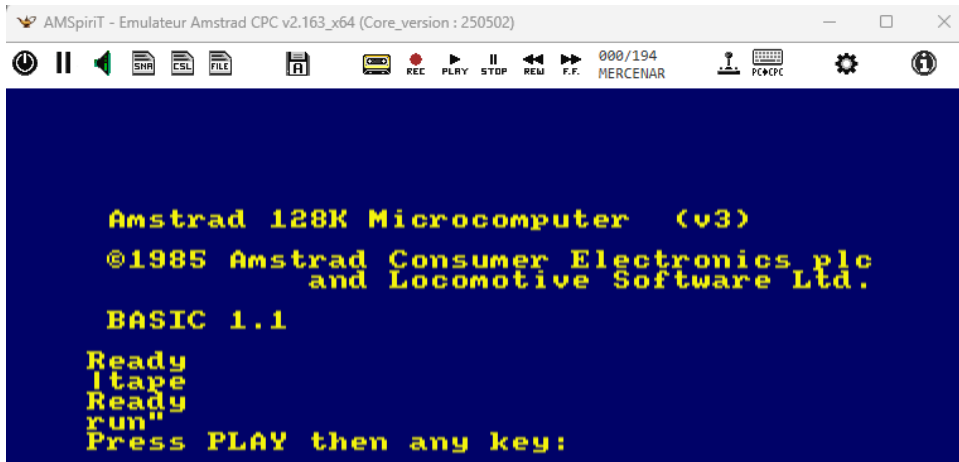 AMSpiriT - Emulateur Amstrad CPC v2.163_x64 (Core_version : 250502)
SNA CSL FILE A REC PLAY STOP REW F.F. 000/194 PC CPC
MERCENAR
Amstrad 128K Microcomputer (v3)
©1985 Amstrad Consumer Electronics plc
and Locomotive Software Ltd.
BASIC 1.1
Ready
|tape
Ready
run"
Press PLAY then any key: